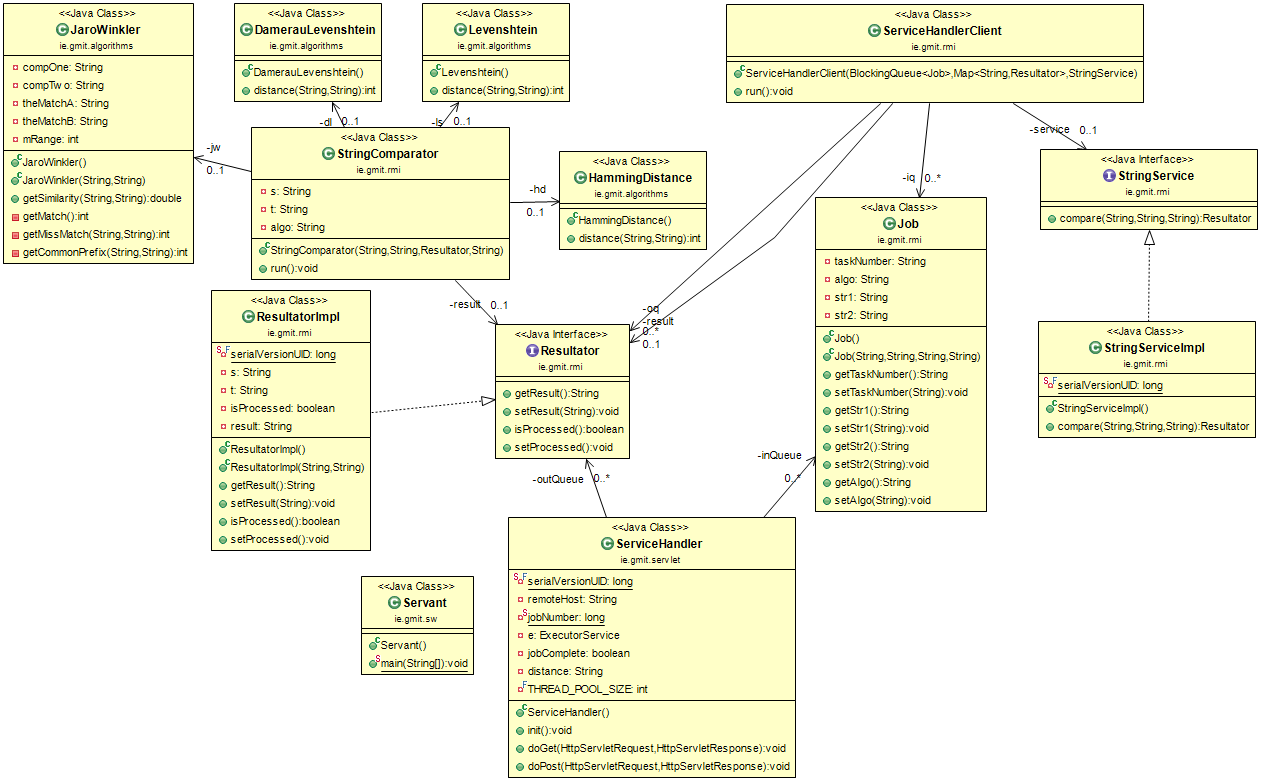 <<Java Class>>
JaroWinkler
ie.gmit.algorithms
compOne: String
compTwo: String
theMatchA: String
theMatchB: String
mRange: int
JaroWinkler()
JaroWinkler(String,String)
getSimilarity(String,String):double
getMatch():int
getMissMatch(String,String):int
getCommonPrefix(String,String):int
<<Java Class>>
DamerauLevenshtein
ie.gmit.algorithms
DamerauLevenshtein()
distance(String,String):int
<<Java Class>>
Levenshtein
ie.gmit.algorithms
Levenshtein()
distance(String,String):int
<<Java Class>>
ServiceHandlerClient
ie.gmit.rmi
ServiceHandlerClient(BlockingQueue<Job>,Map<String,Resultator>,StringService)
run():void
-dl 0..1
-ls 0..1
-jw
0..1
<<Java Class>>
StringComparator
ie.gmit.rmi
s: String
t: String
algo: String
StringComparator(String,String,Resultator,String)
run():void
-hd
0..1
<<Java Class>>
HammingDistance
ie.gmit.algorithms
HammingDistance()
distance(String,String):int
-service 0..1
<<Java Interface>>
StringService
ie.gmit.rmi
compare(String,String,String):Resultator
-iq 0..*
<<Java Class>>
Job
ie.gmit.rmi
taskNumber: String
algo: String
str1: String
str2: String
Job()
Job(String,String,String,String)
getTaskNumber():String
setTaskNumber(String):void
getStr1():String
setStr1(String):void
getStr2():String
setStr2(String):void
getAlgo():String
setAlgo(String):void
<<Java Class>>
ResultatorImpl
ie.gmit.rmi
S F serialVersionUID: long
s: String
t: String
isProcessed: boolean
result: String
ResultatorImpl()
ResultatorImpl(String,String)
getResult():String
setResult(String):void
isProcessed():boolean
setProcessed():void
-result 0..1
-oq
-result
0..*
0..1
<<Java Interface>>
Resultator
ie.gmit.rmi
getResult():String
setResult(String):void
isProcessed():boolean
setProcessed():void
<<Java Class>>
StringServiceImpl
ie.gmit.rmi
S F serialVersionUID: long
StringServiceImpl()
compare(String,String,String):Resultator
-outQueue 0..*
-inQueue
0..*
<<Java Class>>
ServiceHandler
ie.gmit.servlet
S F serialVersionUID: long
remoteHost: String
S jobNumber: long
e: ExecutorService
jobComplete: boolean
distance: String
F THREAD_POOL_SIZE: int
ServiceHandler()
init():void
doGet(HttpServletRequest,HttpServletResponse):void
doPost(HttpServletRequest,HttpServletResponse):void
<<Java Class>>
Servant
ie.gmit.sw
Servant()
S main(String[]):void